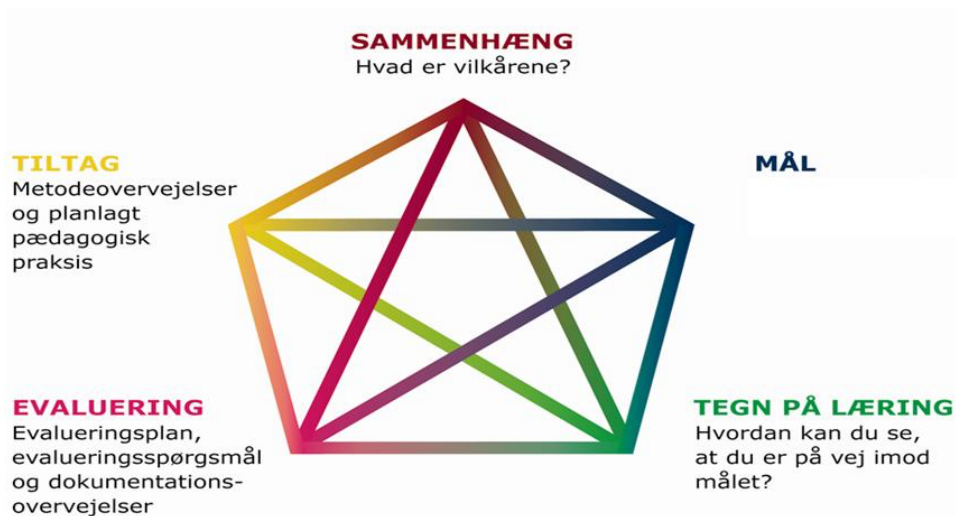 SAMMENHÆNG
Hvad er vilkårene?
TILTAG
Metodeovervejelser
og planlagt
pædagogisk
praksis
MÅL
EVALUERING
Evalueringsplan,
evalueringsspørgsmål
og dokumentations-
overvejelser
TEGN PÅ LÆRING
Hvordan kan du se,
at du er på vej imod
målet?